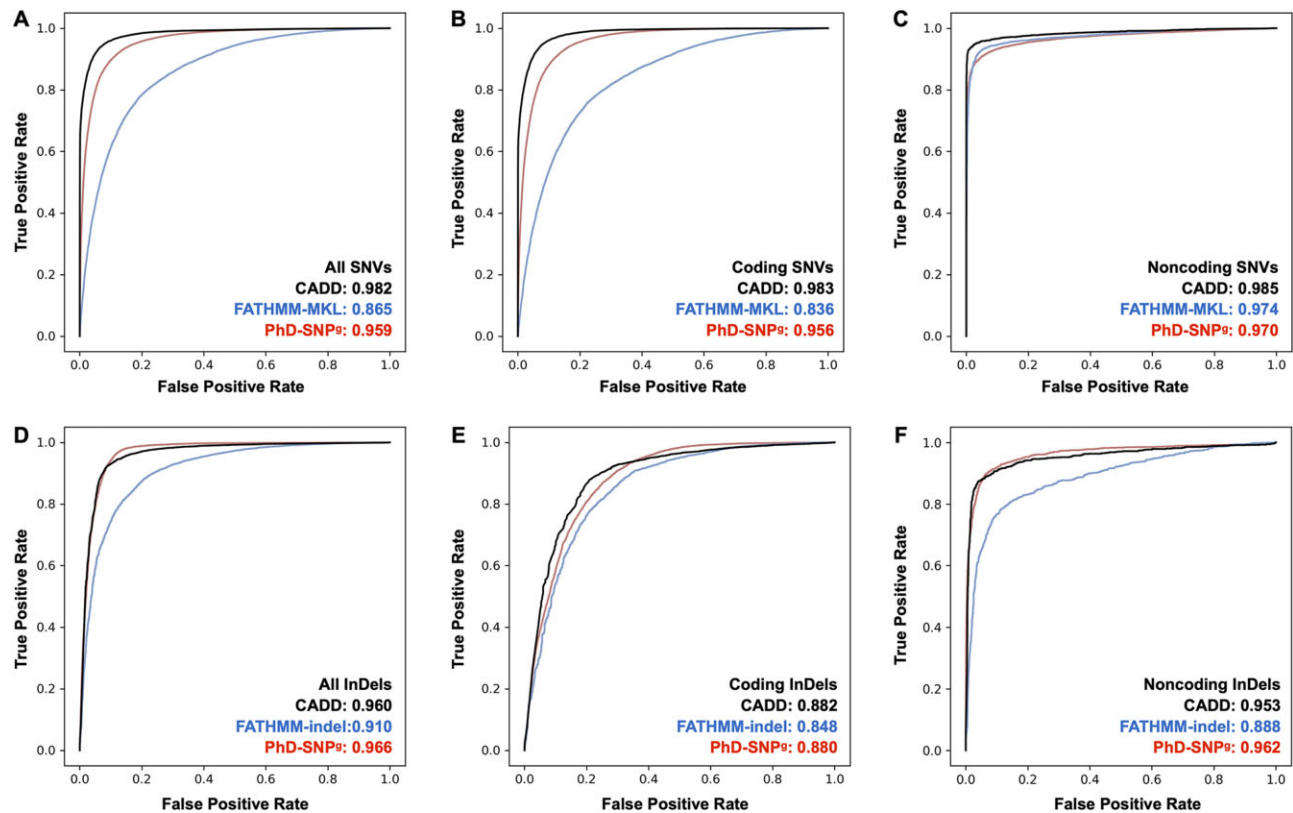 A
1.0
0.8
0.6
0.4
0.2
0.0
True Positive Rate
0.0 0.2 0.4 0.6 0.8 1.0
False Positive Rate
All SNVs
CADD: 0.982
FATHMM-MKL: 0.865
PhD-SNPᵍ: 0.959
B
1.0
0.8
0.6
0.4
0.2
0.0
True Positive Rate
0.0 0.2 0.4 0.6 0.8 1.0
False Positive Rate
Coding SNVs
CADD: 0.983
FATHMM-MKL: 0.836
PhD-SNPᵍ: 0.956
C
1.0
0.8
0.6
0.4
0.2
0.0
True Positive Rate
0.0 0.2 0.4 0.6 0.8 1.0
False Positive Rate
Noncoding SNVs
CADD: 0.985
FATHMM-MKL: 0.974
PhD-SNPᵍ: 0.970
D
1.0
0.8
0.6
0.4
0.2
0.0
True Positive Rate
0.0 0.2 0.4 0.6 0.8 1.0
False Positive Rate
All InDels
CADD: 0.960
FATHMM-indel:0.910
PhD-SNPᵍ: 0.966
E
1.0
0.8
0.6
0.4
0.2
0.0
True Positive Rate
0.0 0.2 0.4 0.6 0.8 1.0
False Positive Rate
Coding InDels
CADD: 0.882
FATHMM-indel: 0.848
PhD-SNPᵍ: 0.880
F
1.0
0.8
0.6
0.4
0.2
0.0
True Positive Rate
0.0 0.2 0.4 0.6 0.8 1.0
False Positive Rate
Noncoding InDels
CADD: 0.953
FATHMM-indel: 0.888
PhD-SNPᵍ: 0.962